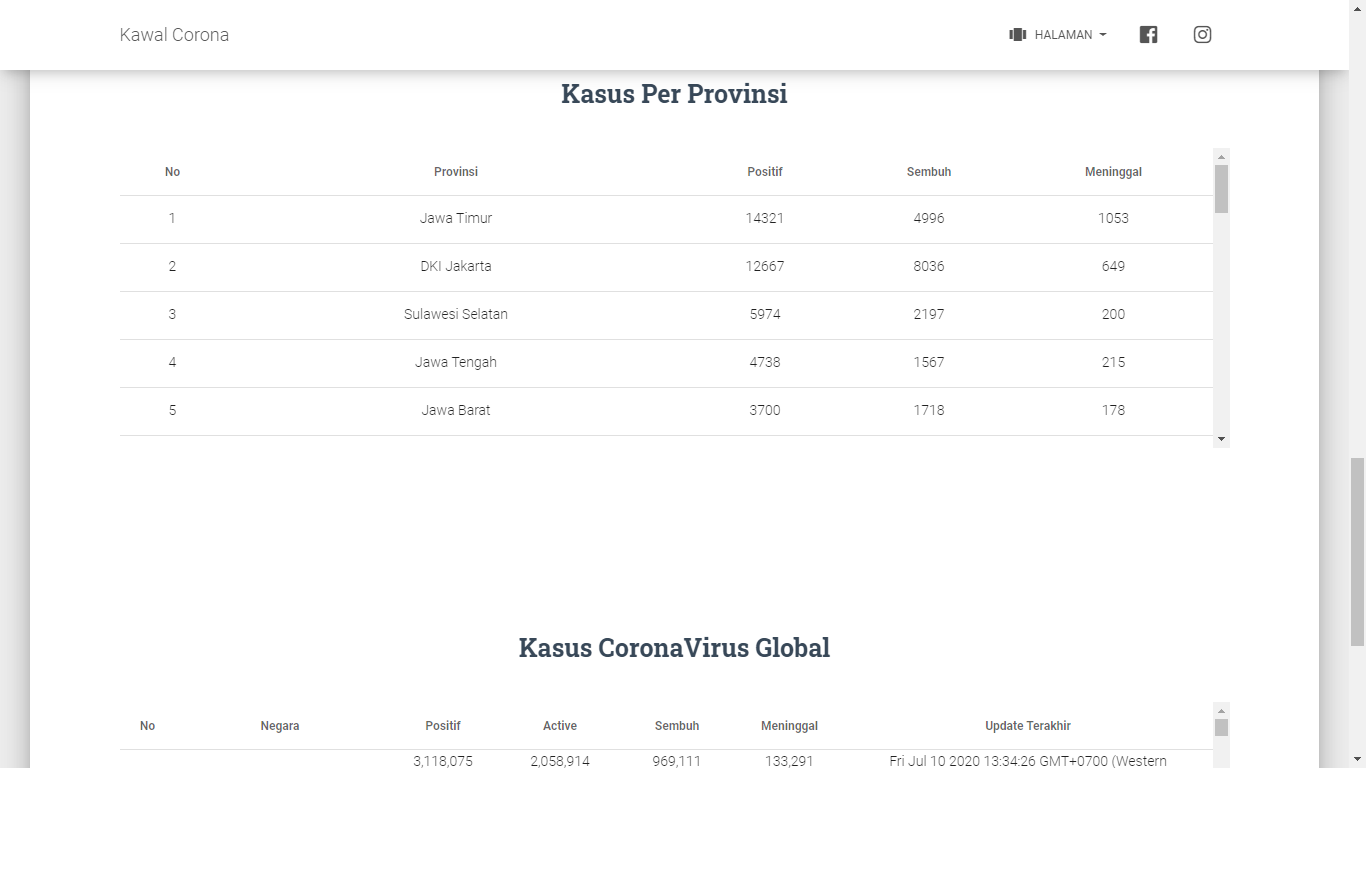 Kawal Corona HALAMAN
Kasus Per Provinsi
No Provinsi Positif Sembuh Meninggal
1 Jawa Timur 14321 4996 1053
2 DKI Jakarta 12667 8036 649
3 Sulawesi Selatan 5974 2197 200
4 Jawa Tengah 4738 1567 215
5 Jawa Barat 3700 1718 178
Kasus CoronaVirus Global
No Negara Positif Active Sembuh Meninggal Update Terakhir
3,118,075 2,058,914 969,111 133,291 Fri Jul 10 2020 13:34:26 GMT+0700 (Western